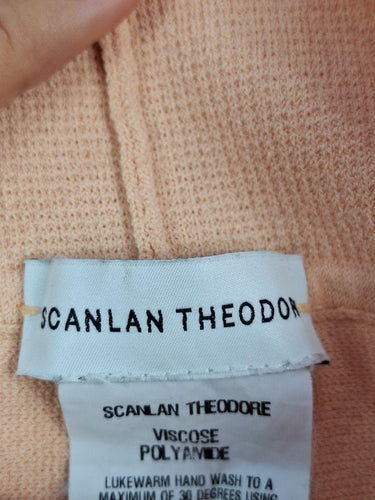 SCANLAN THEODOR
SCANLAN THEODORE
VISCOSE
POLYAMIDE
LUKEWARM HAND WASH TO A
MAXIMUM OF 30 DEGREES USING